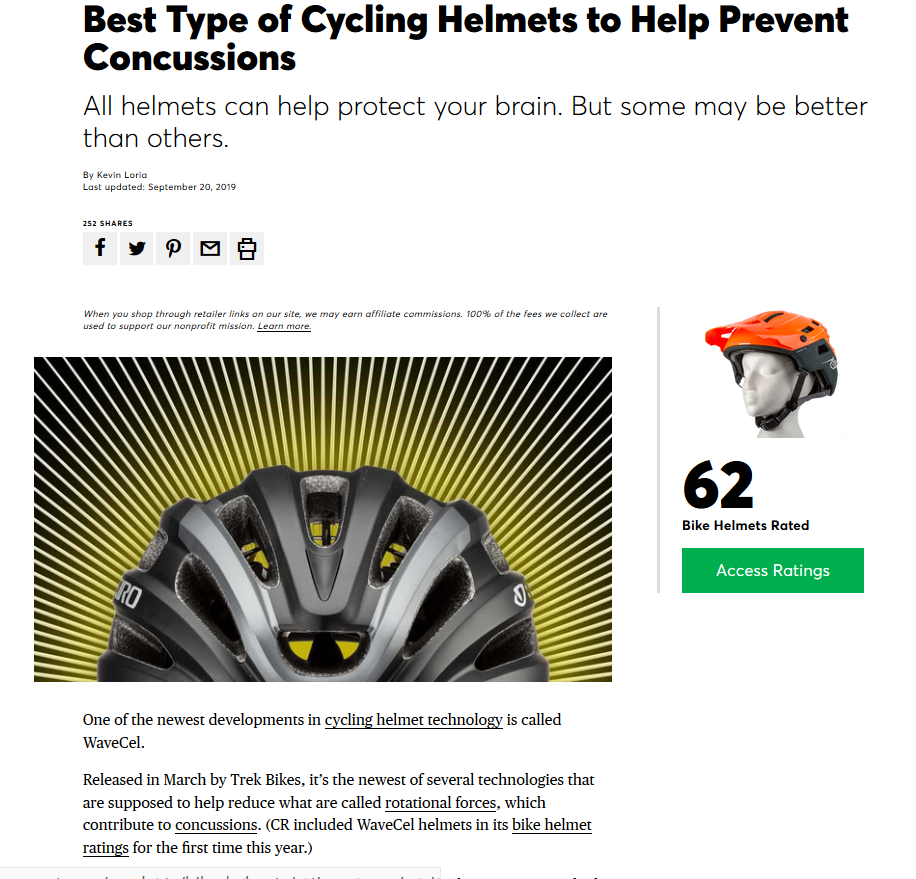 Best Type of Cycling Helmets to Help Prevent
Concussions
All helmets can help protect your brain. But some may be better
than others.
By Kevin Loria
Last updated: September 20, 2019
252 SHARES
When you shop through retailer links on our site, we may earn affiliate commissions. 100% of the fees we collect are
used to support our nonprofit mission. Learn more.
RO
62
Bike Helmets Rated
Access Ratings
One of the newest developments in cycling helmet technology is called
WaveCel.
Released in March by Trek Bikes, it’s the newest of several technologies that
are supposed to help reduce what are called rotational forces, which
contribute to concussions. (CR included WaveCel helmets in its bike helmet
ratings for the first time this year.)